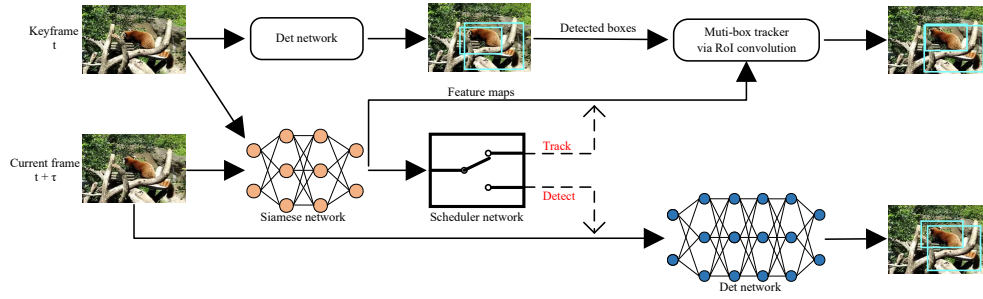 Keyframe
t
Det network
Detected boxes
Muti-box tracker
via RoI convolution
Feature maps
Current frame
t + τ
Track
Detect
Siamese network
Scheduler network
Det network